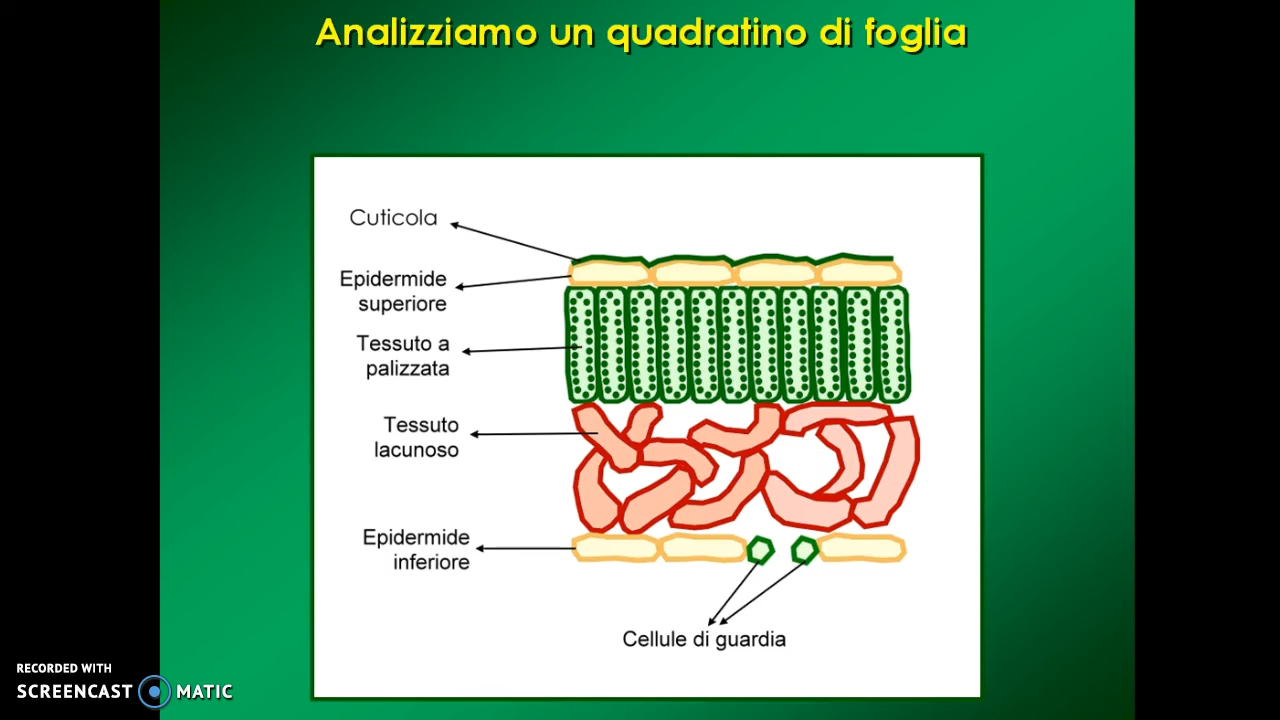 Analizziamo un quadratino di foglia
Cuticola
Epidermide
superiore
Tessuto a
palizzata
Tessuto
lacunoso
Epidermide
inferiore
Cellule di guardia
RECORDED WITH
SCREENCAST MATIC